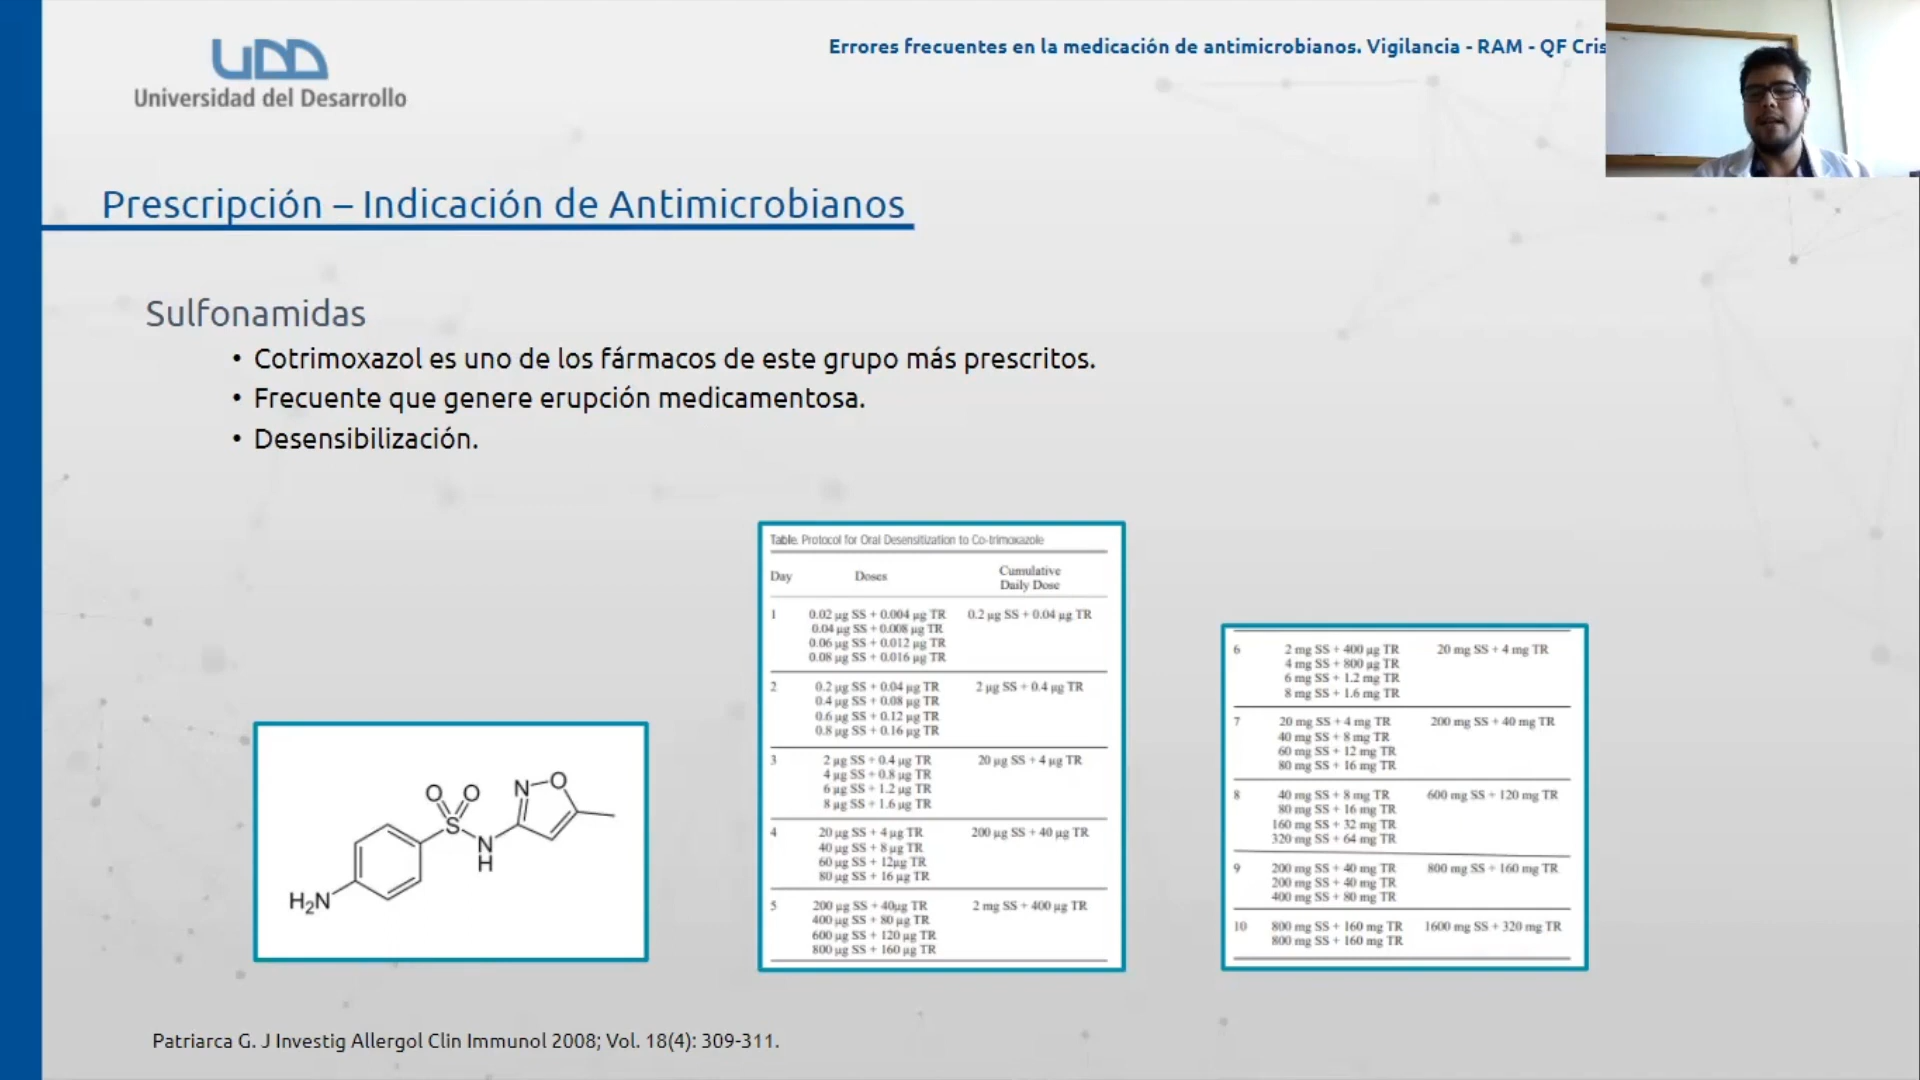 UDD
Universidad del Desarrollo
Errores frecuentes en la medicación de antimicrobianos. Vigilancia - RAM - QF Cris
Prescripción – Indicación de Antimicrobianos
Sulfonamidas
• Cotrimoxazol es uno de los fármacos de este grupo más prescritos.
• Frecuente que genere erupción medicamentosa.
• Desensibilización.
O O N O
S
N
H
H₂N
Table. Protocol for Oral Desensitization to Co-trimoxazole
Day Doses Cumulative
Daily Dose
1 0.02 µg SS + 0.004 µg TR 0.2 µg SS + 0.04 µg TR
0.04 µg SS + 0.008 µg TR
0.06 µg SS + 0.012 µg TR
0.08 µg SS + 0.016 µg TR
2 0.2 µg SS + 0.04 µg TR 2 µg SS + 0.4 µg TR
0.4 µg SS + 0.08 µg TR
0.6 µg SS + 0.12 µg TR
0.8 µg SS + 0.16 µg TR
3 2 µg SS + 0.4 µg TR 20 µg SS + 4 µg TR
4 µg SS + 0.8 µg TR
6 µg SS + 1.2 µg TR
8 µg SS + 1.6 µg TR
4 20 µg SS + 4 µg TR 200 µg SS + 40 µg TR
40 µg SS + 8 µg TR
60 µg SS + 12µg TR
80 µg SS + 16 µg TR
5 200 µg SS + 40µg TR 2 mg SS + 400 µg TR
400 µg SS + 80 µg TR
600 µg SS + 120 µg TR
800 µg SS + 160 µg TR
6 2 mg SS + 400 µg TR 20 mg SS + 4 mg TR
4 mg SS + 800 µg TR
6 mg SS + 1.2 mg TR
8 mg SS + 1.6 mg TR
7 20 mg SS + 4 mg TR 200 mg SS + 40 mg TR
40 mg SS + 8 mg TR
60 mg SS + 12 mg TR
80 mg SS + 16 mg TR
8 40 mg SS + 8 mg TR 600 mg SS + 120 mg TR
80 mg SS + 16 mg TR
160 mg SS + 32 mg TR
320 mg SS + 64 mg TR
9 200 mg SS + 40 mg TR 800 mg SS + 160 mg TR
200 mg SS + 40 mg TR
400 mg SS + 80 mg TR
10 800 mg SS + 160 mg TR 1600 mg SS + 320 mg TR
800 mg SS + 160 mg TR
Patriarca G. J Investig Allergol Clin Immunol 2008; Vol. 18(4): 309-311.